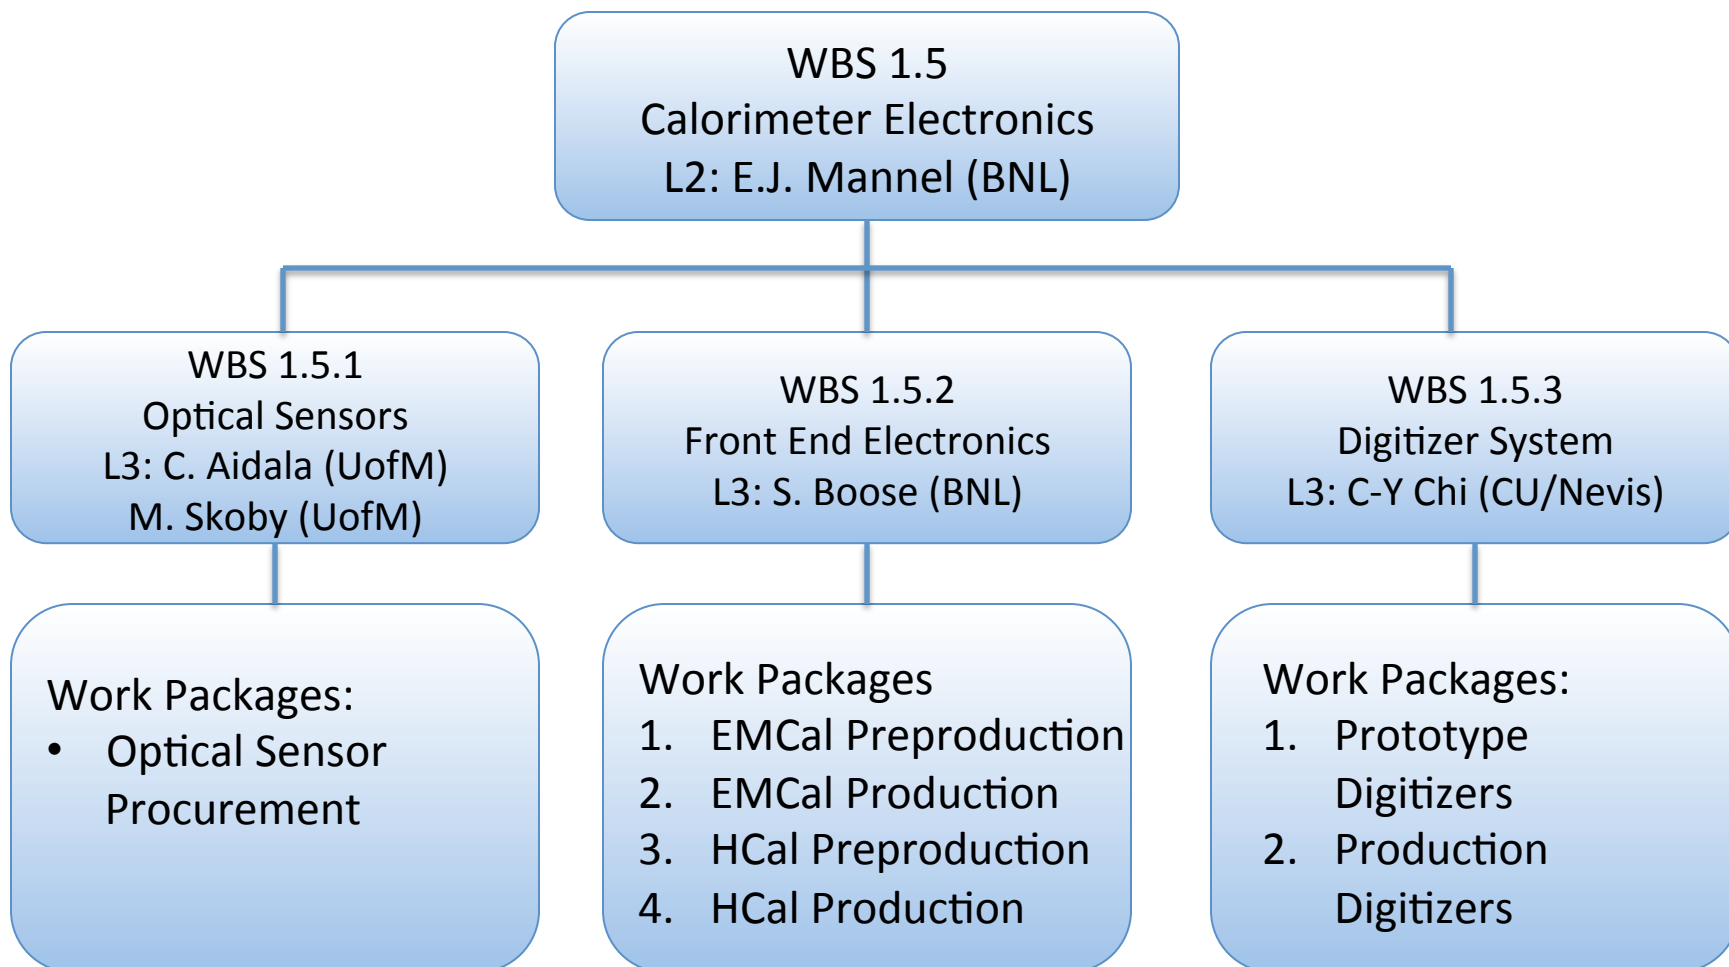 WBS 1.5
Calorimeter Electronics
L2: E.J. Mannel (BNL)
WBS 1.5.1
Optical Sensors
L3: C. Aidala (UofM)
M. Skoby (UofM)
WBS 1.5.2
Front End Electronics
L3: S. Boose (BNL)
WBS 1.5.3
Digitizer System
L3: C-Y Chi (CU/Nevis)
Work Packages:
• Optical Sensor
Procurement
Work Packages
1. EMCal Preproduction
2. EMCal Production
3. HCal Preproduction
4. HCal Production
Work Packages:
1. Prototype
Digitizers
2. Production
Digitizers